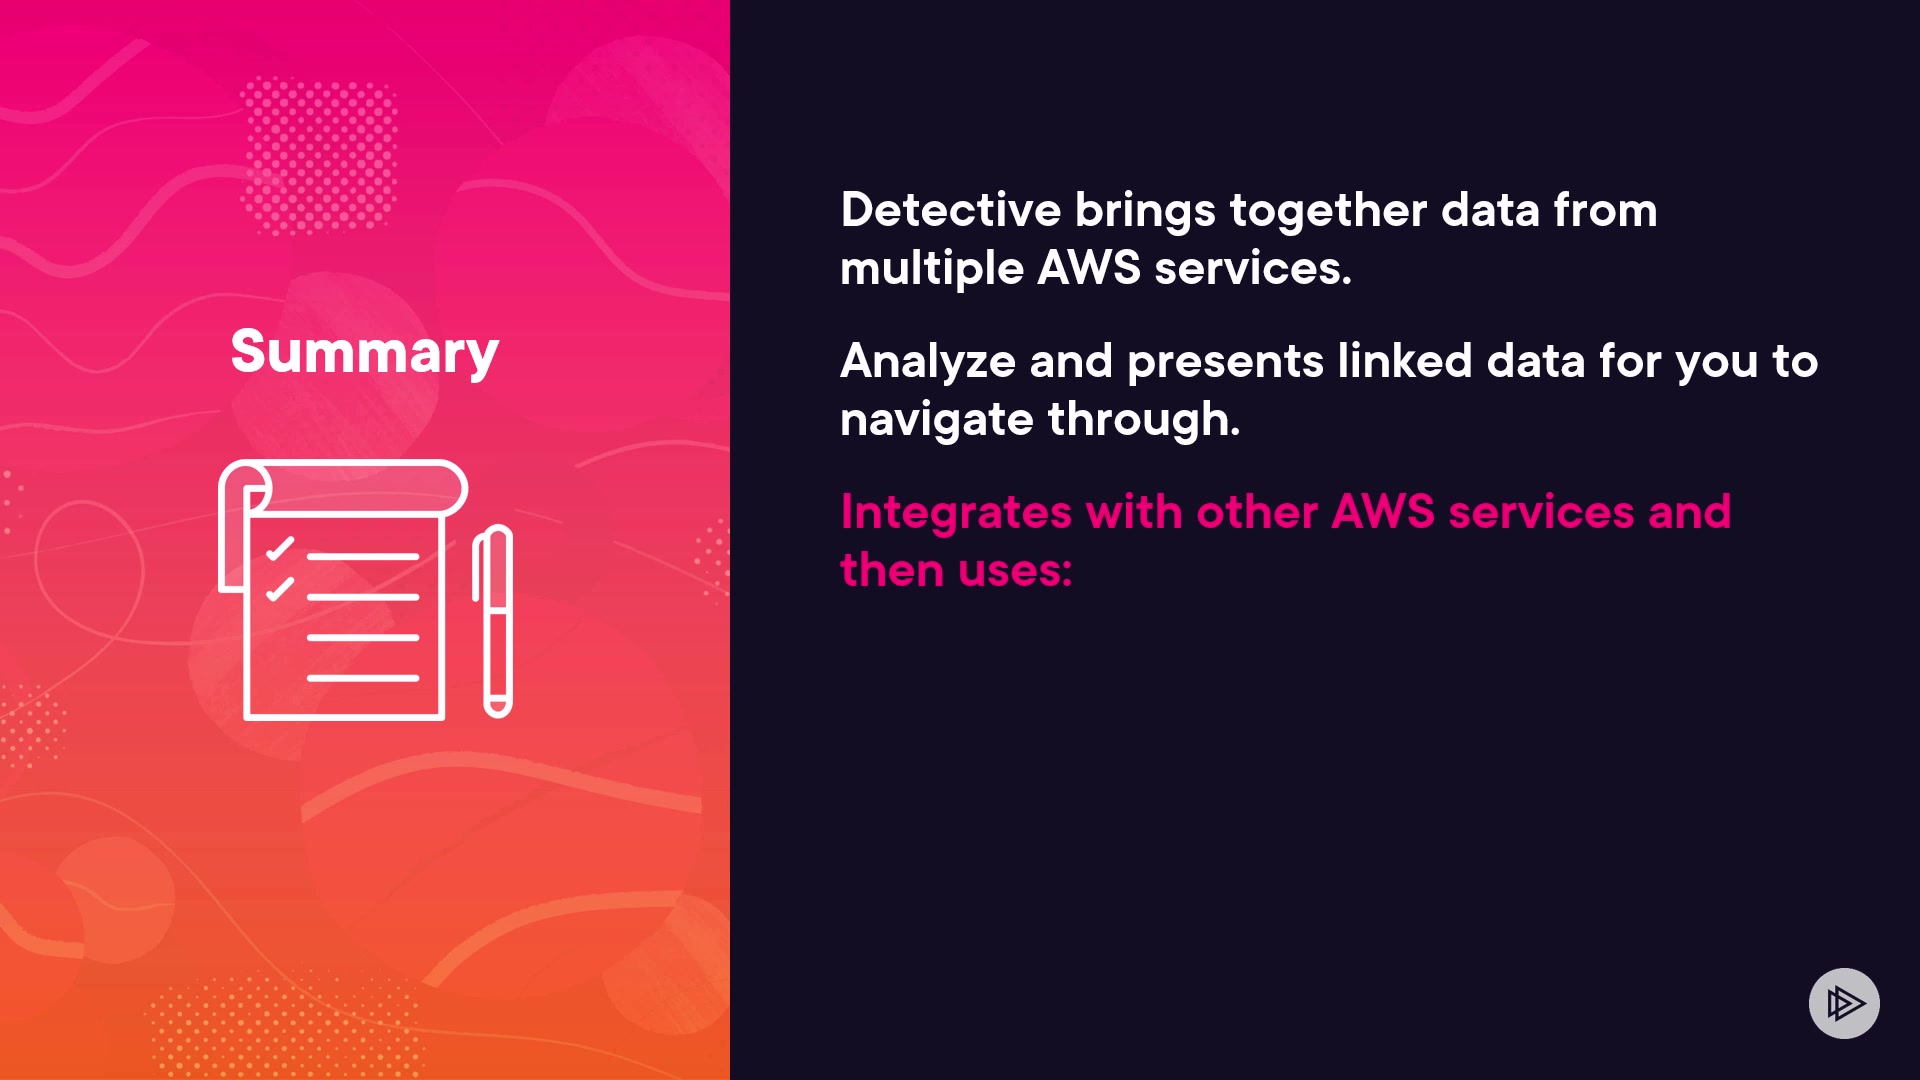 Summary
Detective brings together data from
multiple AWS services.
Analyze and presents linked data for you to
navigate through.
Integrates with other AWS services and
then uses: